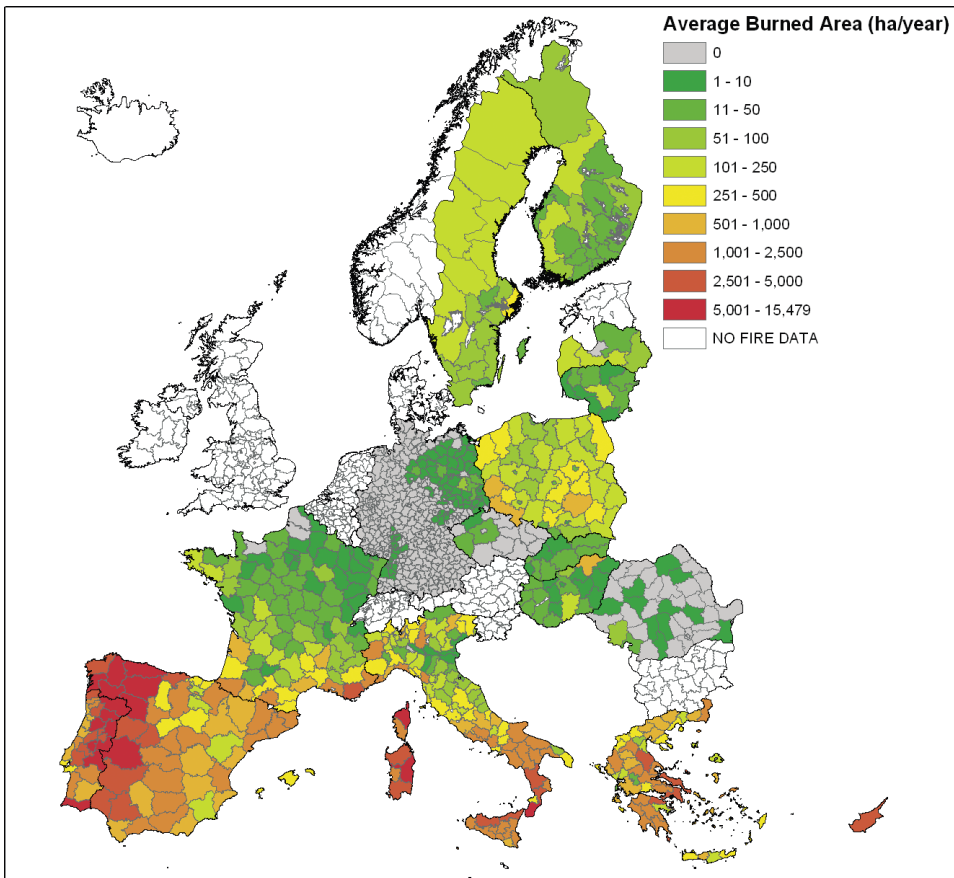 Average Burned Area (ha/year)
0
1 - 10
11 - 50
51 - 100
101 - 250
251 - 500
501 - 1,000
1,001 - 2,500
2,501 - 5,000
5,001 - 15,479
NO FIRE DATA